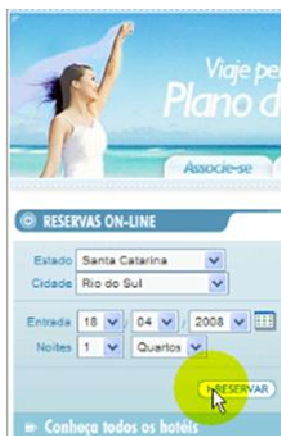 Viaje pe
Plano d
Associe-se
RESERVAS ON-LINE
Estado Santa Catarina
Cidade Rio do Sul
Entrada 18 / 04 / 2008
Noites 1 Quartos
RESERVAR
Conheça todos os hotéis